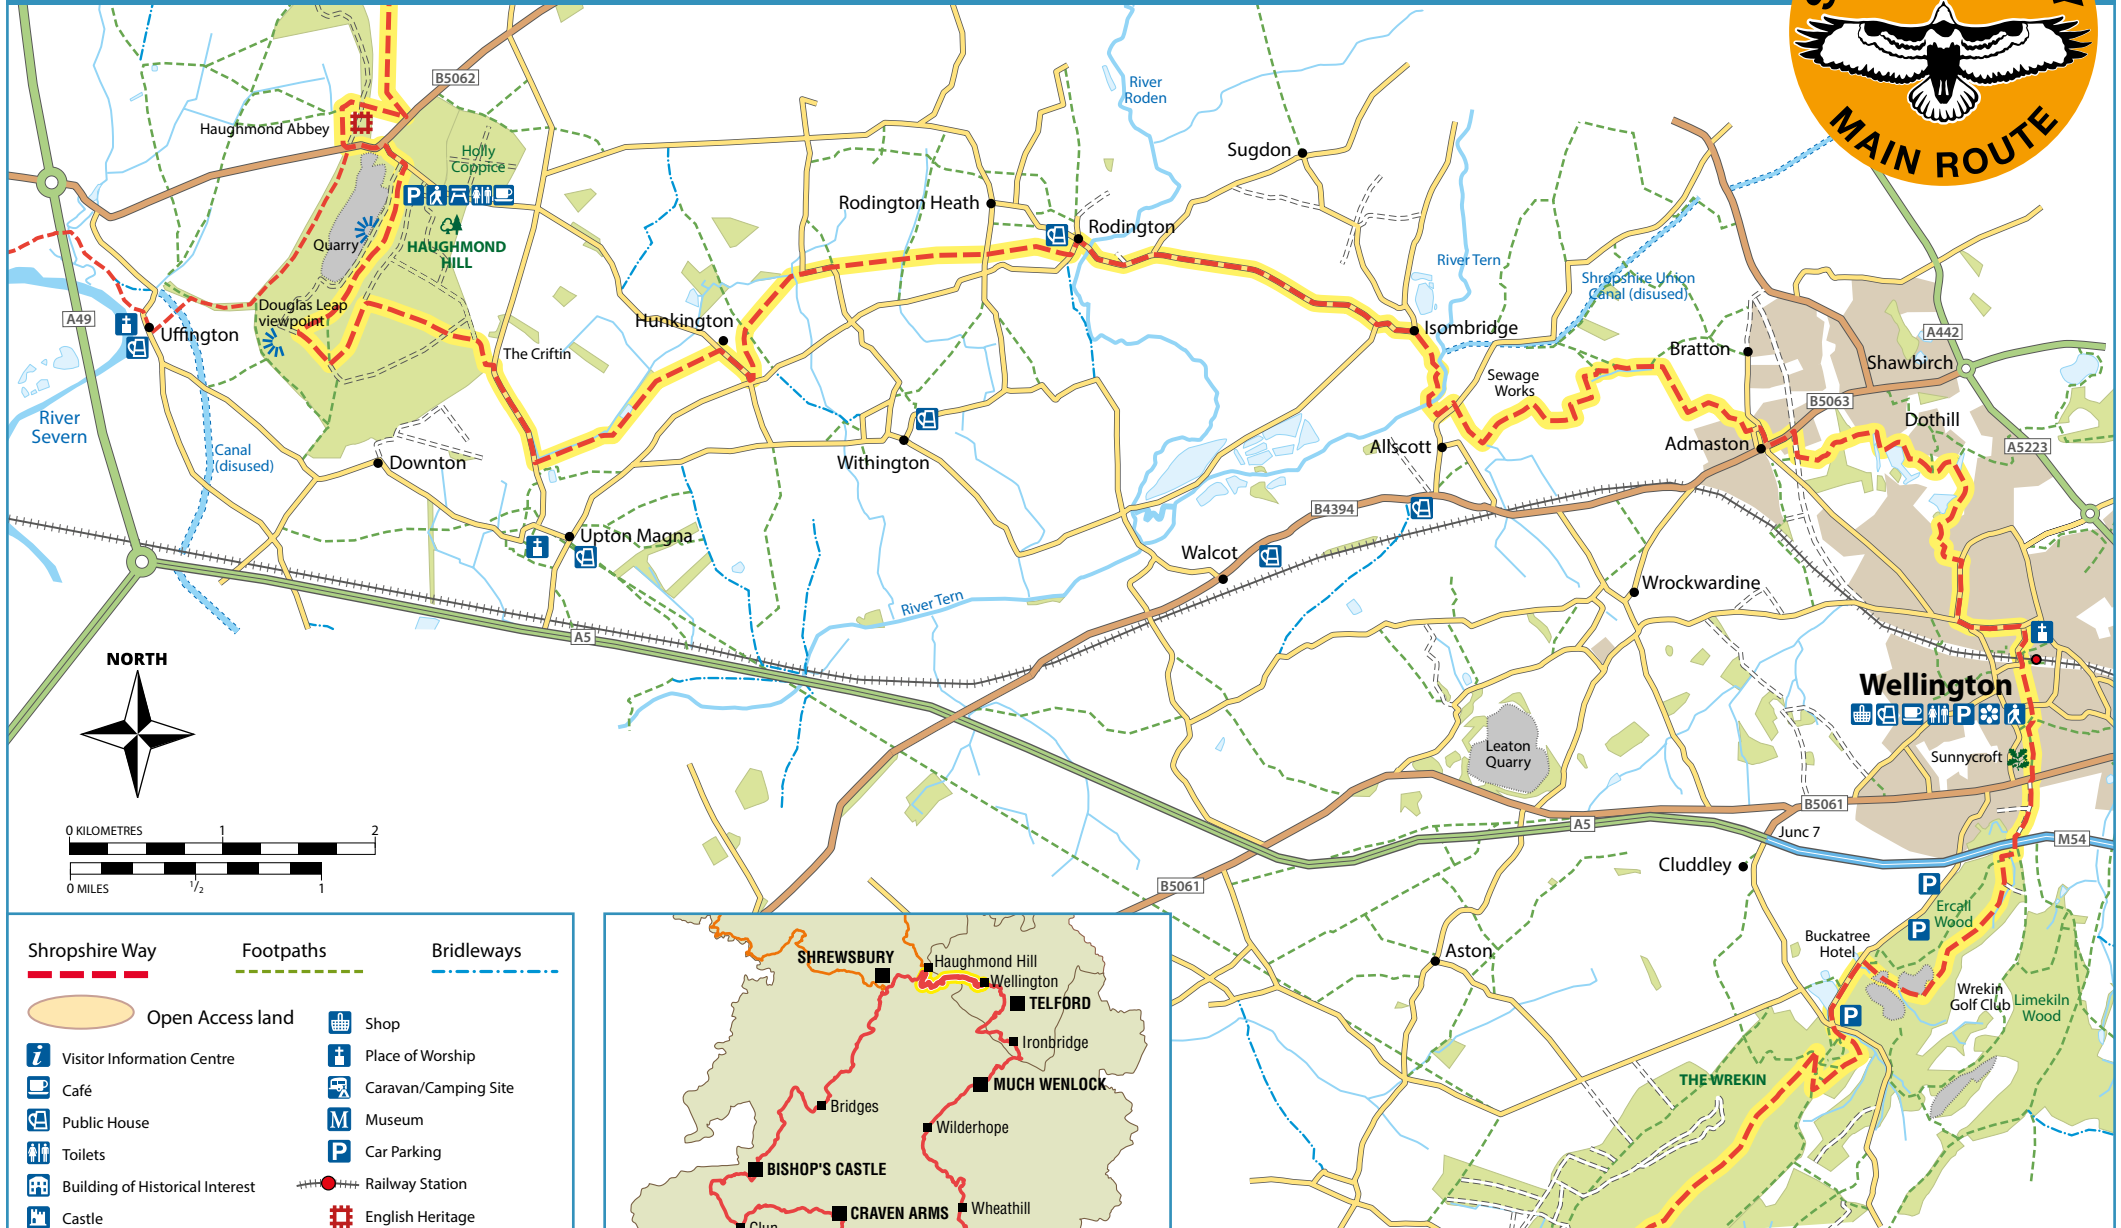 MAIN ROUTE
B5062
River
Roden
Haughmond Abbey
Holly
Coppice
Sugdon
Rodington Heath
Rodington
HAUGHMOND
HILL
Quarry
River Tern
Shropshire Union
Canal (disused)
Douglas Leap
viewpoint
A49
Uffington
Hunkington
Isombridge
A442
Bratton
Shawbirch
The Criftin
Sewage
Works
B5063
River
Severn
Dothill
Canal
(disused)
Downton
Withington
Allscott
Admaston
A5223
B4394
Upton Magna
Walcot
Wrockwardine
River Tern
A5
NORTH
Wellington
Leaton
Quarry
Sunnycroft
0 KILOMETRES 1 2
0 MILES 1/2 1
B5061
A5
Junc 7
M54
Cluddley
B5061
Ercall
Wood
Buckatree
Hotel
Aston
Wrekin
Golf Club
Limekiln
Wood
THE WREKIN
Shropshire Way
Footpaths
Bridleways
Open Access land
Visitor Information Centre
Café
Public House
Toilets
Building of Historical Interest
Castle
Shop
Place of Worship
Caravan/Camping Site
Museum
Car Parking
Railway Station
English Heritage
SHREWSBURY
Haughmond Hill
Wellington
TELFORD
Ironbridge
MUCH WENLOCK
Bridges
Wilderhope
BISHOP'S CASTLE
Wheathill
CRAVEN ARMS
Clun